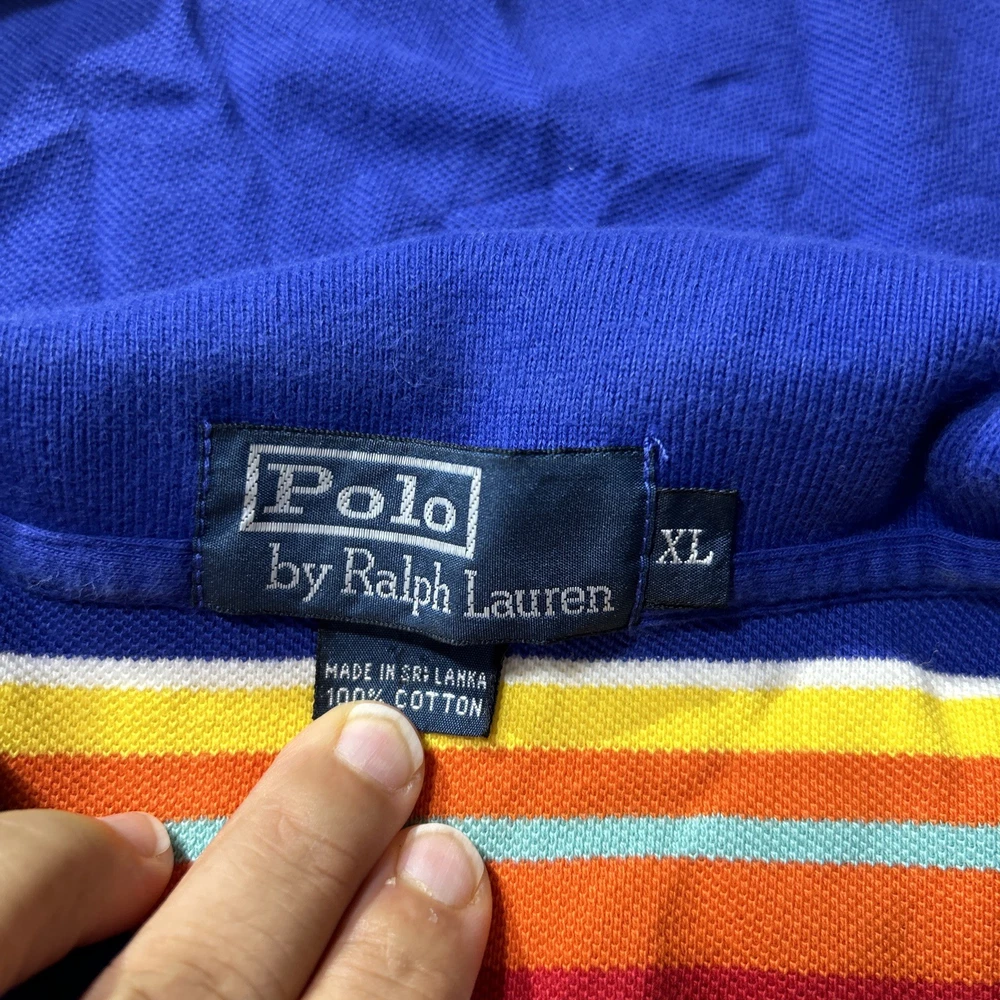 Polo
by Ralph Lauren
XL
MADE IN SRI LANKA
100% COTTON